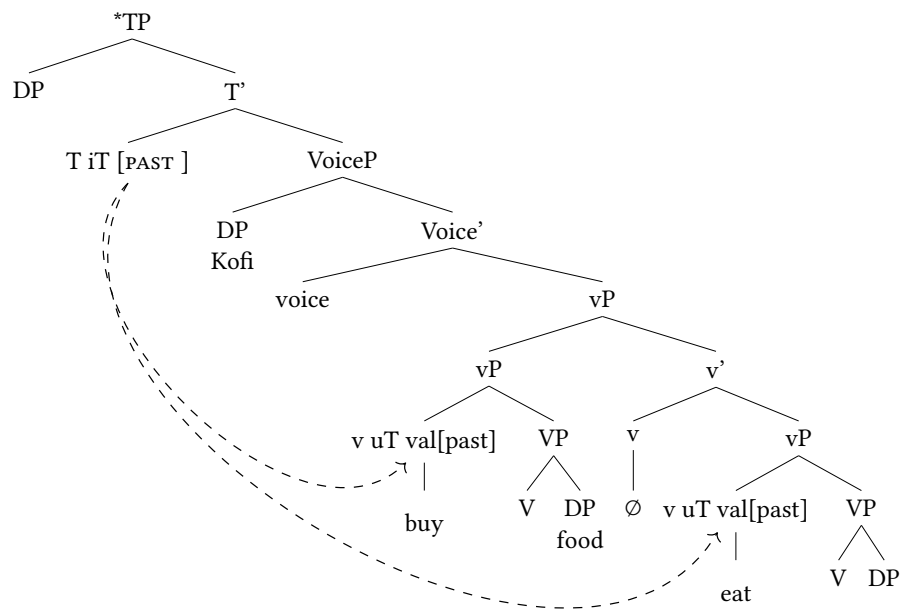 *TP
DP
T’
T iT [PAST ]
VoiceP
DP
Kofi
Voice’
voice
vP
vP
v’
v uT val[past]
VP
v
vP
buy
V
DP
food
∅
v uT val[past]
VP
eat
V
DP